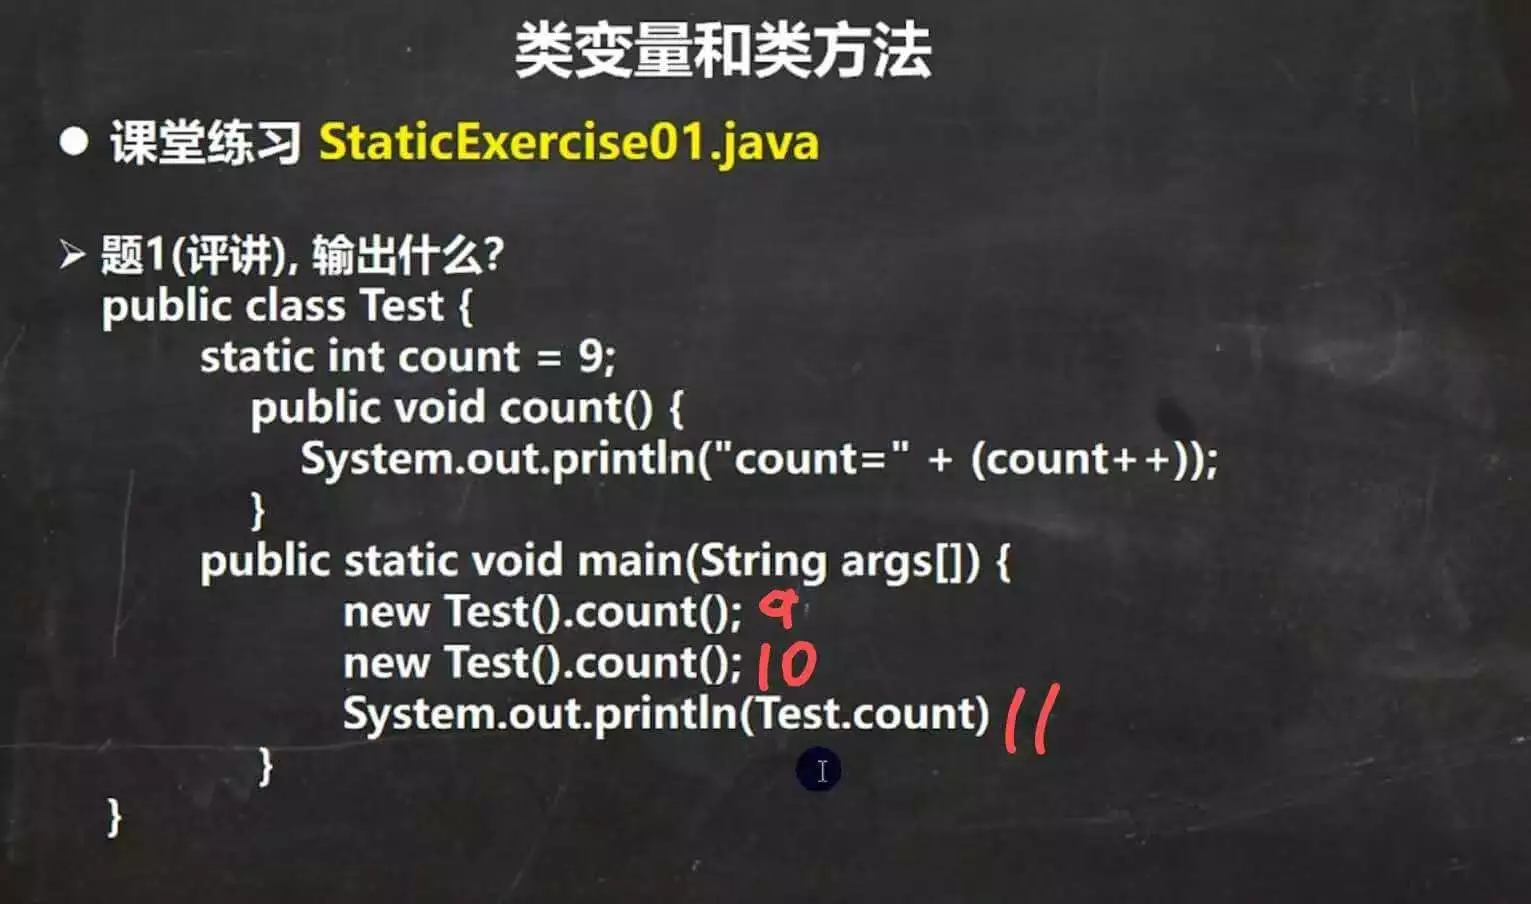 类变量和类方法
● 课堂练习 StaticExercise01.java
➢ 题1(评讲), 输出什么?
public class Test {
static int count = 9;
public void count() {
System.out.println("count=" + (count++));
}
public static void main(String args[]) {
new Test().count(); 9
new Test().count(); 10
System.out.println(Test.count) 11
}
}